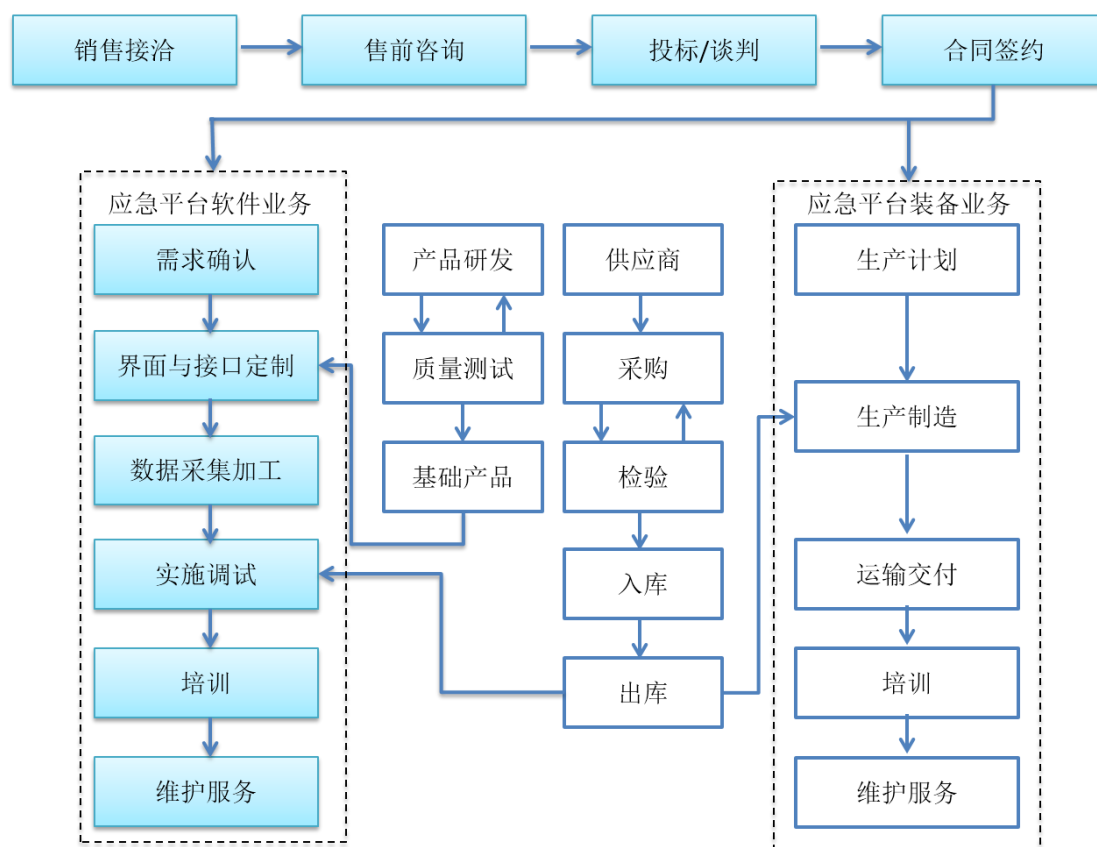 销售接洽
售前咨询
投标/谈判
合同签约
应急平台软件业务
需求确认
界面与接口定制
数据采集加工
实施调试
培训
维护服务
产品研发
质量测试
基础产品
供应商
采购
检验
入库
出库
应急平台装备业务
生产计划
生产制造
运输交付
培训
维护服务